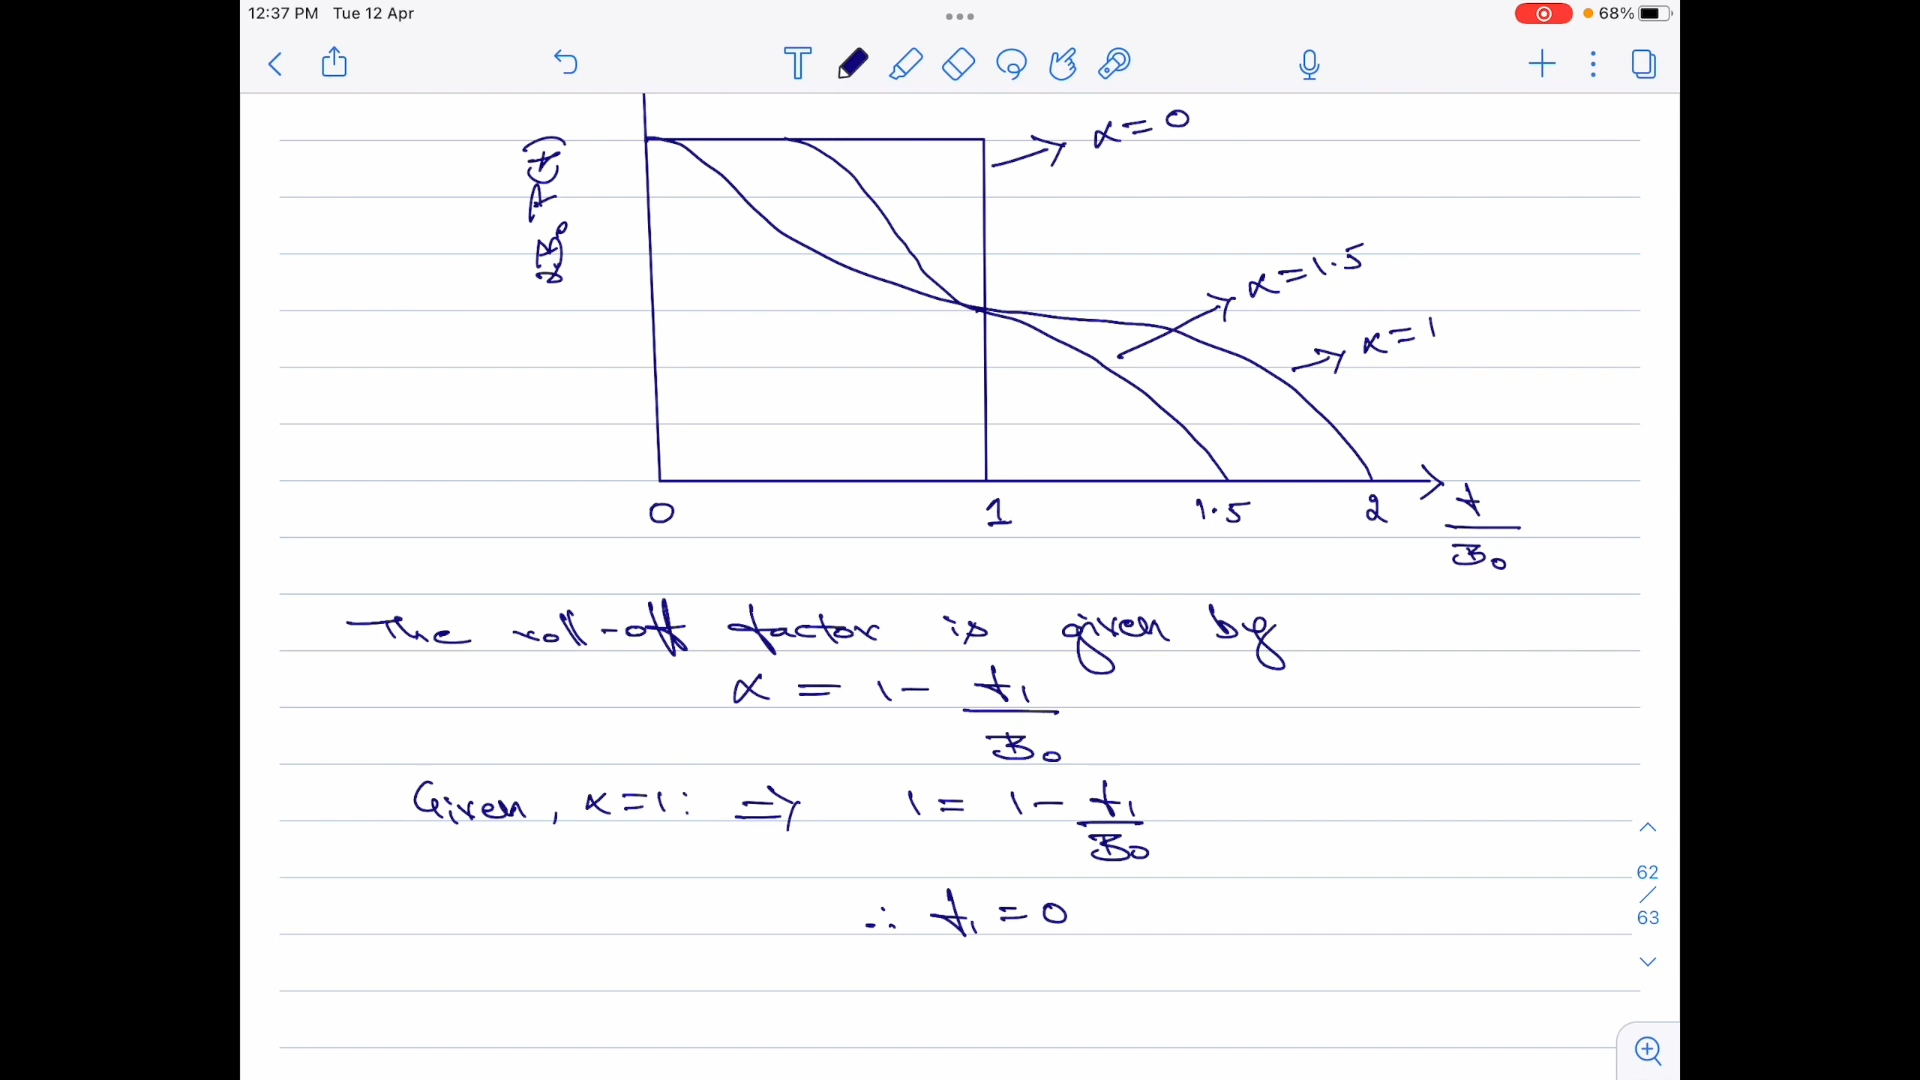 12:37 PM Tue 12 Apr
68%
α = 0
2B₀ P(f)
α = 1.5
α = 1
0 1 1.5 2 f/B₀
The roll-off factor is given by
α = 1 - f₁/B₀
Given, α = 1: ⇒ 1 = 1 - f₁/B₀
∴ f₁ = 0
62
/
63